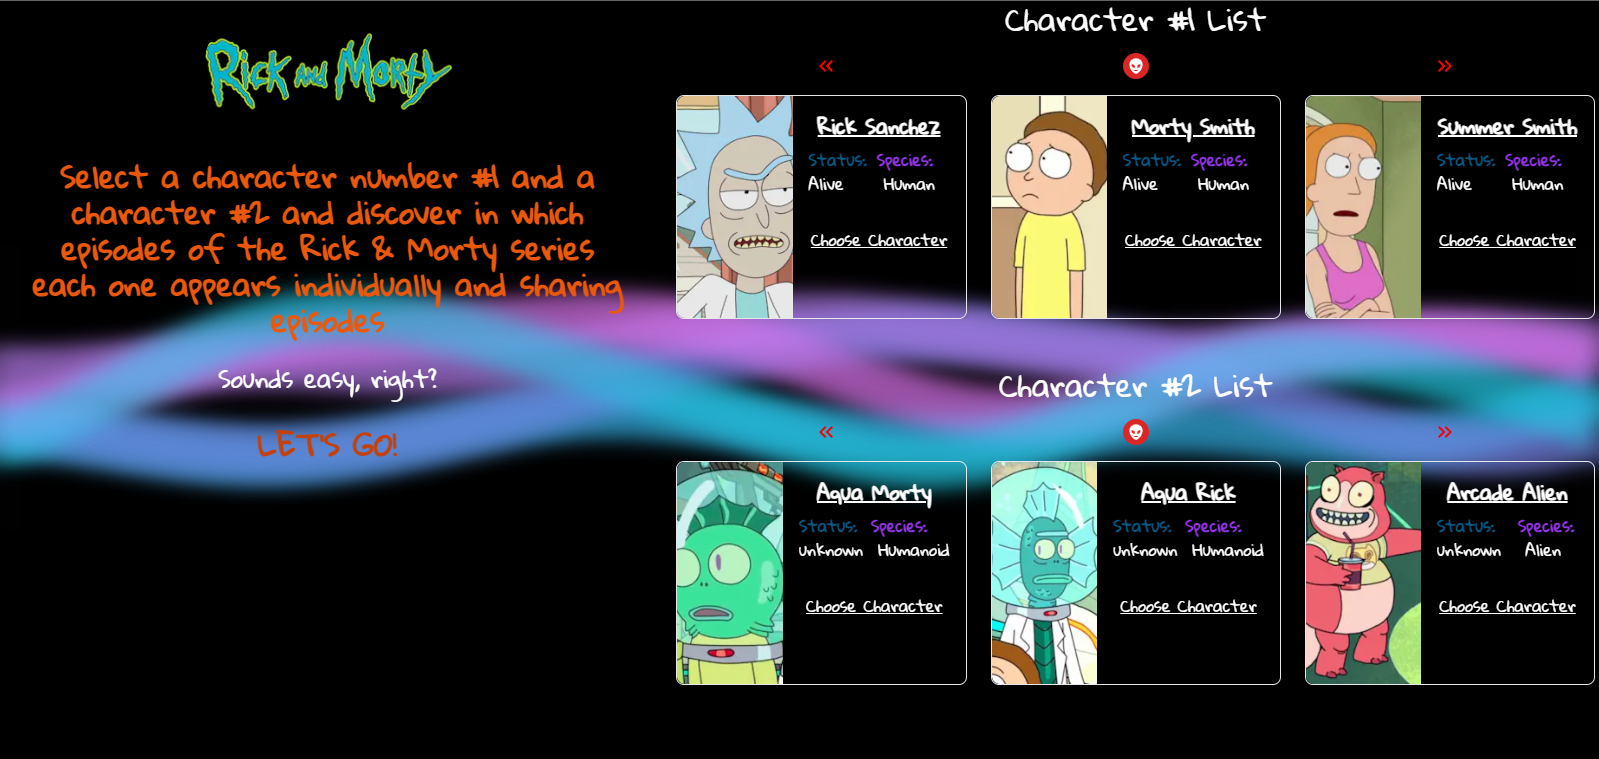 Rick and Morty
Select a character number #1 and a
character #2 and discover in which
episodes of the Rick & Morty series
each one appears individually and sharing
episodes
Sounds easy, right?
LET'S GO!
Character #1 List
«
»
Rick Sanchez
Status: Species:
Alive Human
Choose Character
Morty Smith
Status: Species:
Alive Human
Choose Character
Summer Smith
Status: Species:
Alive Human
Choose Character
Character #2 List
«
»
Aqua Morty
Status: Species:
unknown Humanoid
Choose Character
Aqua Rick
Status: Species:
unknown Humanoid
Choose Character
Arcade Alien
Status: Species:
unknown Alien
Choose Character